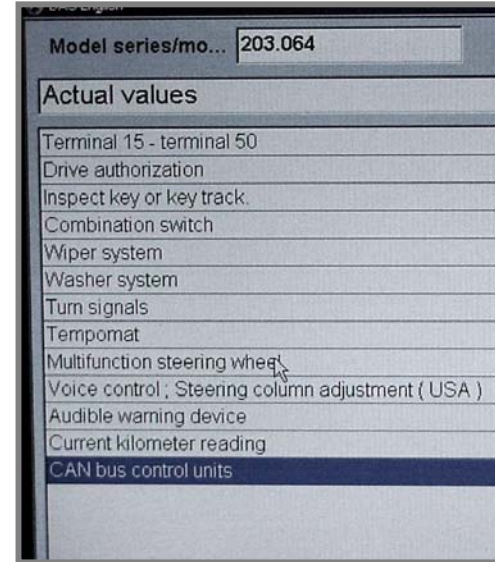 DAS English
Model series/mo... 203.064
Actual values
Terminal 15 - terminal 50
Drive authorization
Inspect key or key track.
Combination switch
Wiper system
Washer system
Turn signals
Tempomat
Multifunction steering wheel
Voice control ; Steering column adjustment ( USA )
Audible warning device
Current kilometer reading
CAN bus control units